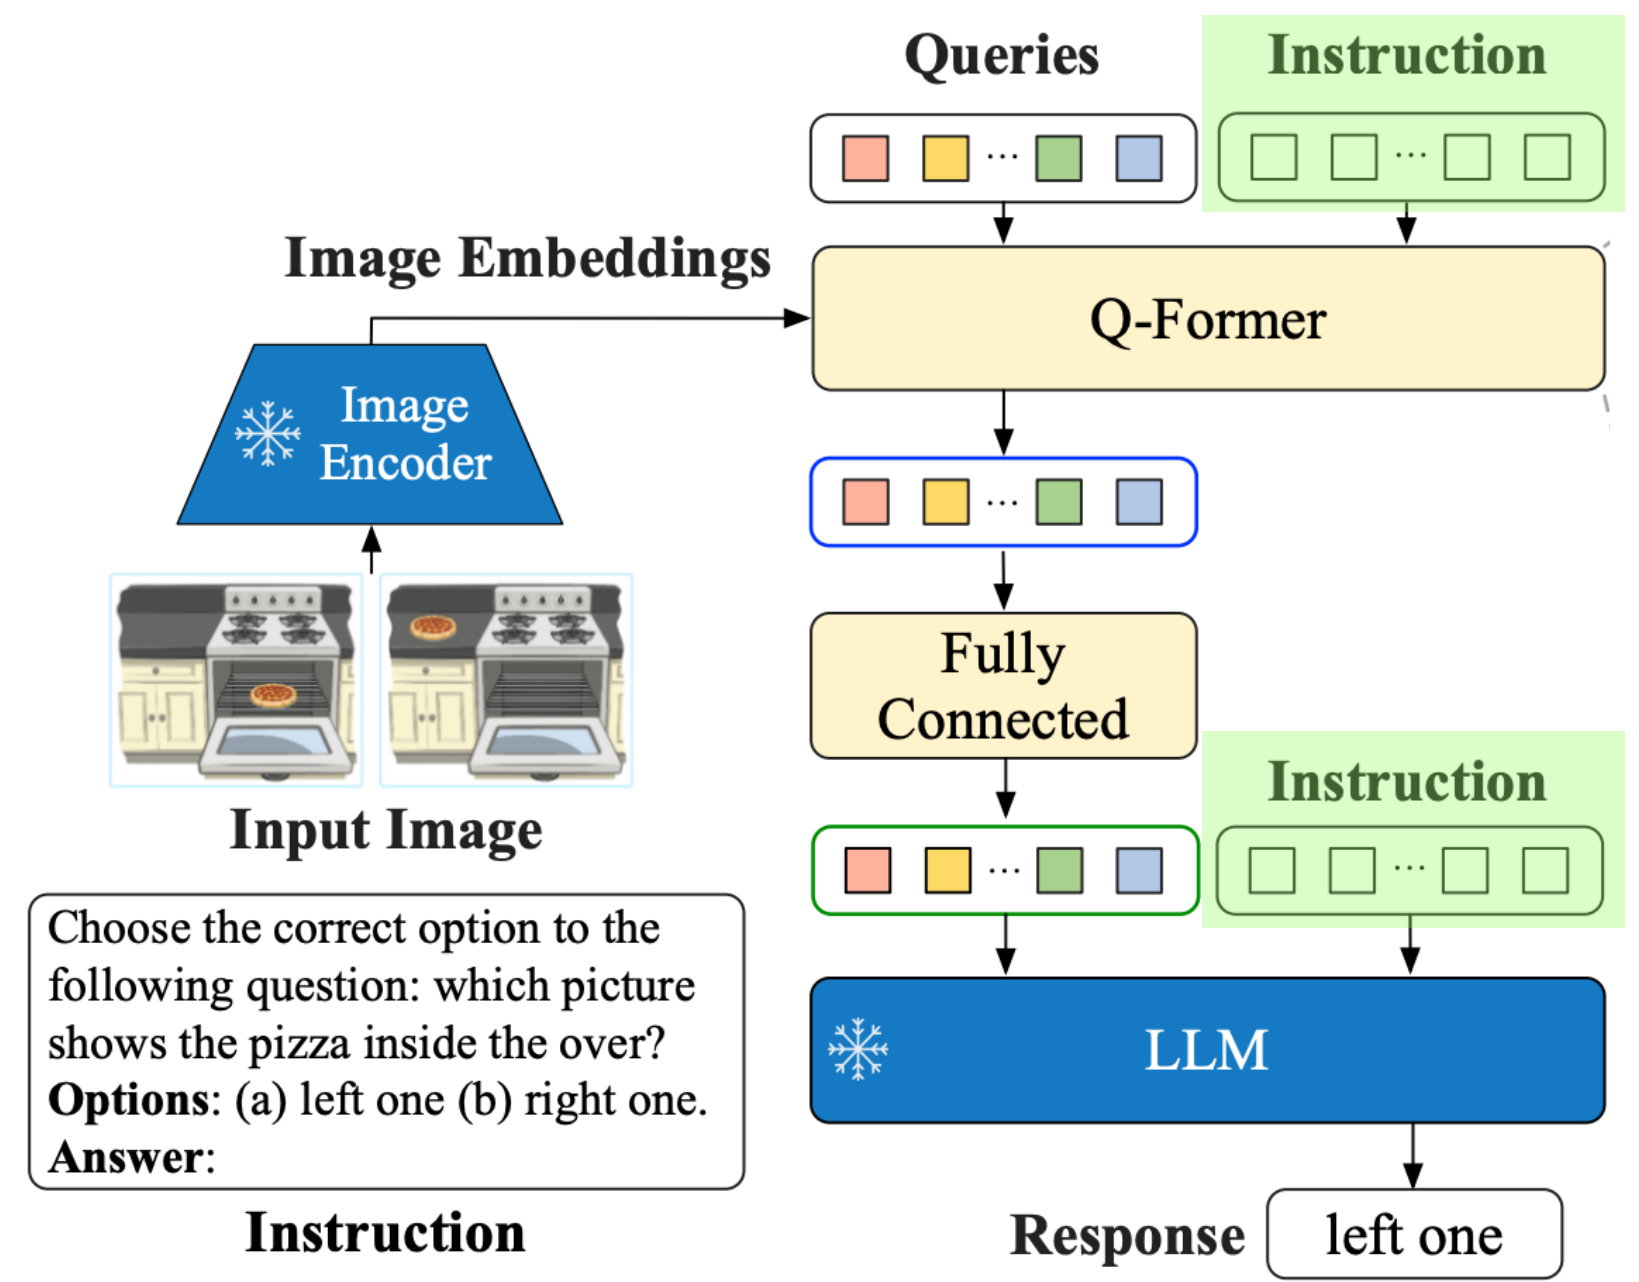 Queries
Instruction
...
...
Image Embeddings
Q-Former
Image
Encoder
...
Fully
Connected
Input Image
Instruction
...
...
Choose the correct option to the
following question: which picture
shows the pizza inside the over?
Options: (a) left one (b) right one.
Answer:
LLM
Instruction
Response
left one